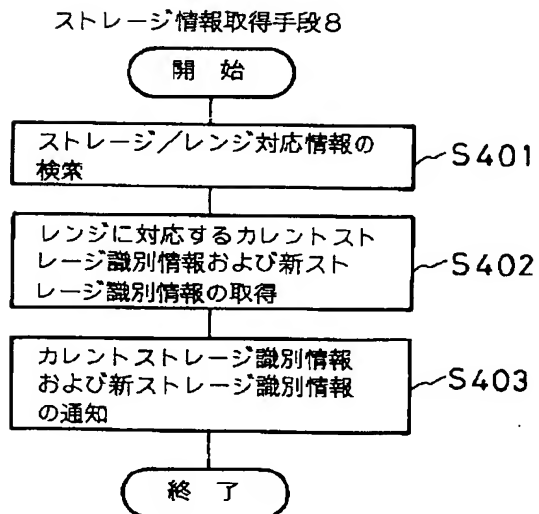 ストレージ情報取得手段8
開 始
ストレージ/レンジ対応情報の
検索
S401
レンジに対応するカレントスト
レージ識別情報および新スト
レージ識別情報の取得
S402
カレントストレージ識別情報
および新ストレージ識別情報
の通知
S403
終 了